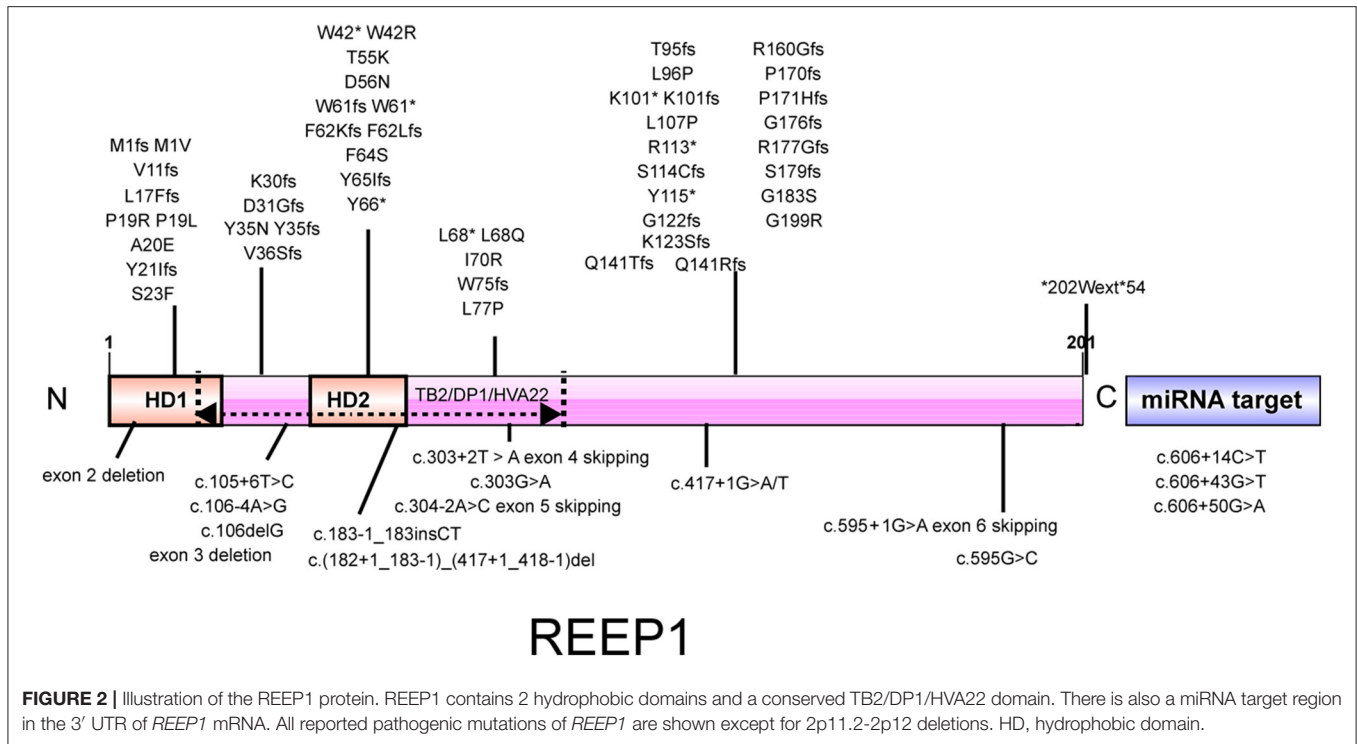 M1fs M1V
V11fs
L17Ffs
P19R P19L
A20E
Y21Ifs
S23F
K30fs
D31Gfs
Y35N Y35fs
V36Sfs
W42* W42R
T55K
D56N
W61fs W61*
F62Kfs F62Lfs
F64S
Y65Ifs
Y66*
L68* L68Q
I70R
W75fs
L77P
T95fs
L96P
K101* K101fs
L107P
R113*
S114Cfs
Y115*
G122fs
K123Sfs
Q141Tfs Q141Rfs
R160Gfs
P170fs
P171Hfs
G176fs
R177Gfs
S179fs
G183S
G199R
*202Wext*54
1
201
N
HD1
HD2
TB2/DP1/HVA22
C
miRNA target
exon 2 deletion
c.105+6T>C
c.106-4A>G
c.106delG
exon 3 deletion
c.183-1_183insCT
c.(182+1_183-1)_(417+1_418-1)del
c.303+2T > A exon 4 skipping
c.303G>A
c.304-2A>C exon 5 skipping
c.417+1G>A/T
c.595+1G>A exon 6 skipping
c.595G>C
c.606+14C>T
c.606+43G>T
c.606+50G>A
REEP1
FIGURE 2 | Illustration of the REEP1 protein. REEP1 contains 2 hydrophobic domains and a conserved TB2/DP1/HVA22 domain. There is also a miRNA target region
in the 3′ UTR of REEP1 mRNA. All reported pathogenic mutations of REEP1 are shown except for 2p11.2-2p12 deletions. HD, hydrophobic domain.